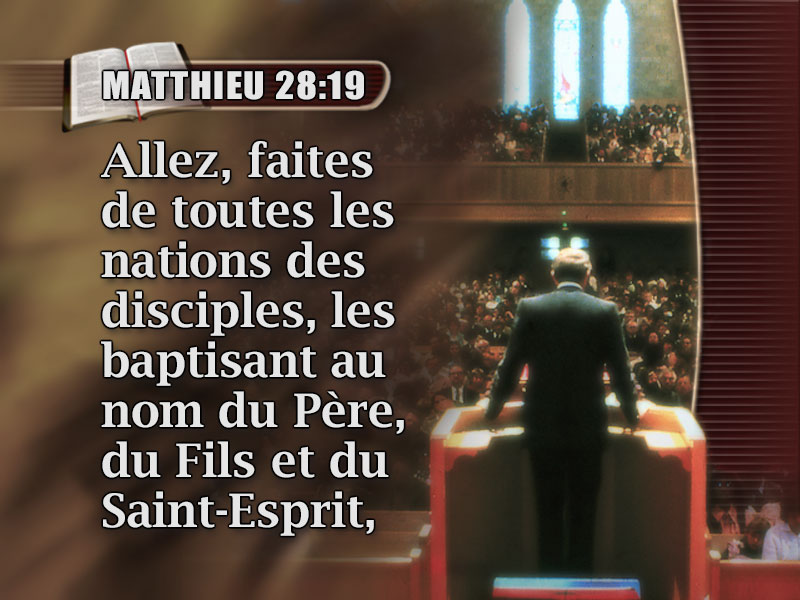 MATTHIEU 28:19
Allez, faites
de toutes les
nations des
disciples, les
baptisant au
nom du Père,
du Fils et du
Saint-Esprit,